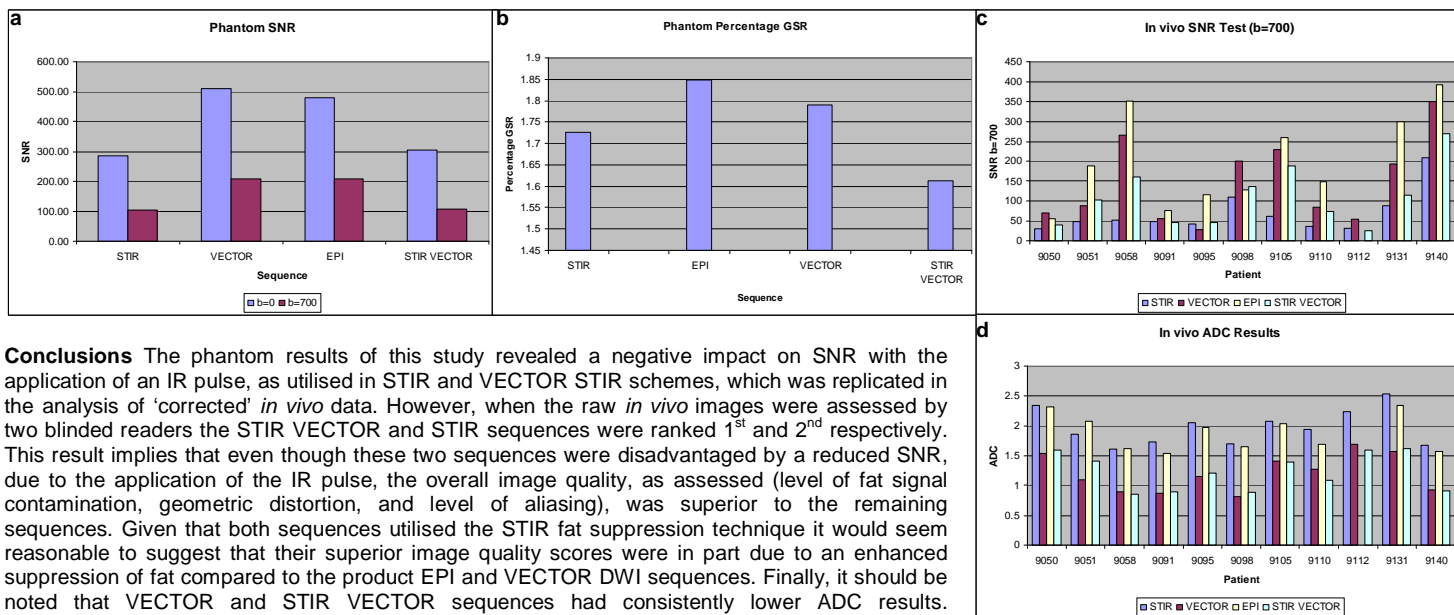 a
Phantom SNR
600.00
500.00
400.00
300.00
200.00
100.00
0.00
SNR
STIR VECTOR EPI STIR VECTOR
Sequence
b=0 b=700
b
Phantom Percentage GSR
1.9
1.85
1.8
1.75
1.7
1.65
1.6
1.55
1.5
1.45
Percentage GSR
STIR EPI VECTOR STIR
VECTOR
Sequence
c
In vivo SNR Test (b=700)
450
400
350
300
250
200
150
100
50
0
SNR b=700
9050 9051 9058 9091 9095 9098 9105 9110 9112 9131 9140
Patient
STIR VECTOR EPI STIR VECTOR
Conclusions The phantom results of this study revealed a negative impact on SNR with the
application of an IR pulse, as utilised in STIR and VECTOR STIR schemes, which was replicated in
the analysis of ‘corrected’ in vivo data. However, when the raw in vivo images were assessed by
two blinded readers the STIR VECTOR and STIR sequences were ranked 1st and 2nd respectively.
This result implies that even though these two sequences were disadvantaged by a reduced SNR,
due to the application of the IR pulse, the overall image quality, as assessed (level of fat signal
contamination, geometric distortion, and level of aliasing), was superior to the remaining
sequences. Given that both sequences utilised the STIR fat suppression technique it would seem
reasonable to suggest that their superior image quality scores were in part due to an enhanced
suppression of fat compared to the product EPI and VECTOR DWI sequences. Finally, it should be
noted that VECTOR and STIR VECTOR sequences had consistently lower ADC results.
d
In vivo ADC Results
3
2.5
2
1.5
1
0.5
0
ADC
9050 9051 9058 9091 9095 9098 9105 9110 9112 9131 9140
Patient
STIR VECTOR EPI STIR VECTOR